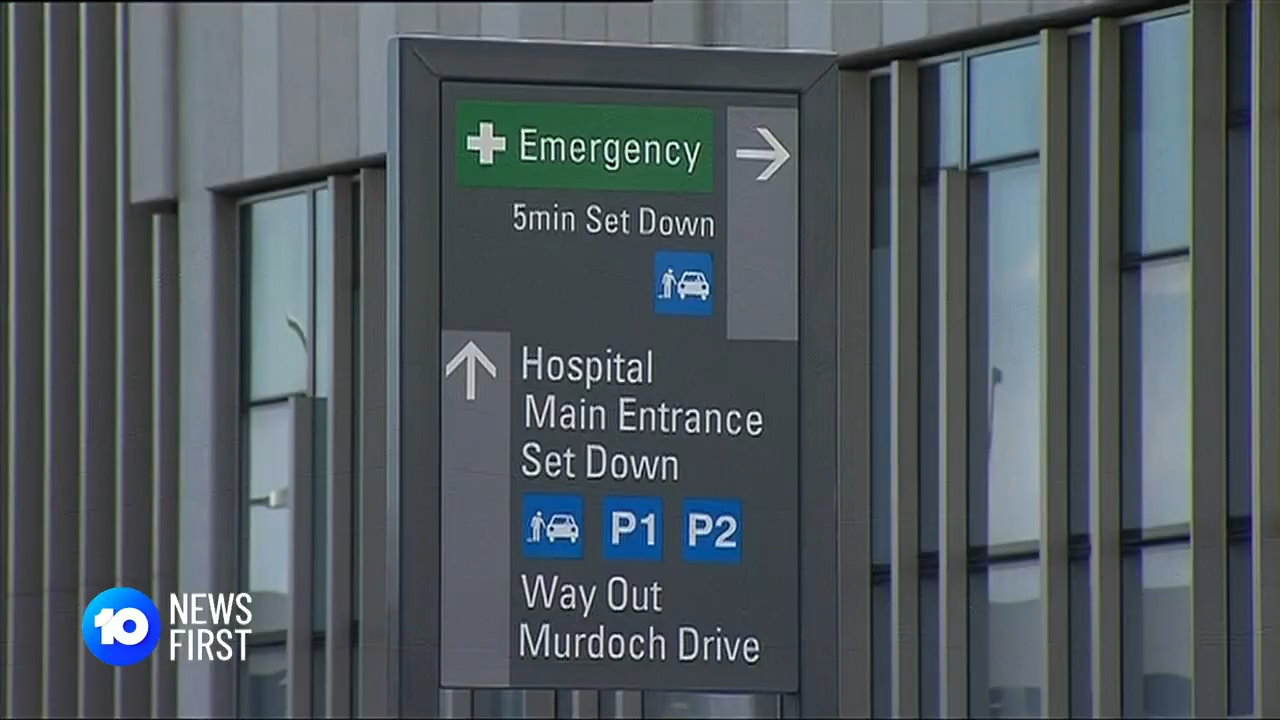 Emergency
5min Set Down
Hospital
Main Entrance
Set Down
P1 P2
Way Out
Murdoch Drive
10 NEWS
FIRST